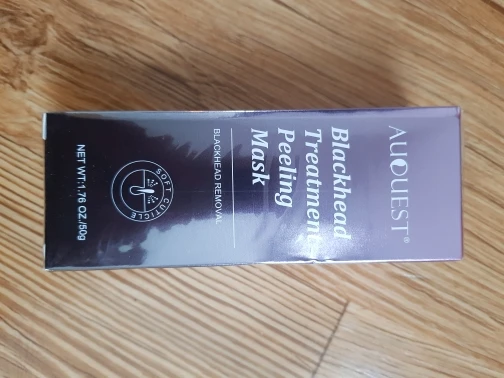 AUQUEST®
Blackhead
Treatment
Peeling
Mask
BLACKHEAD REMOVAL
SOFT CUTICLE
NET WT:1.76 OZ./50g